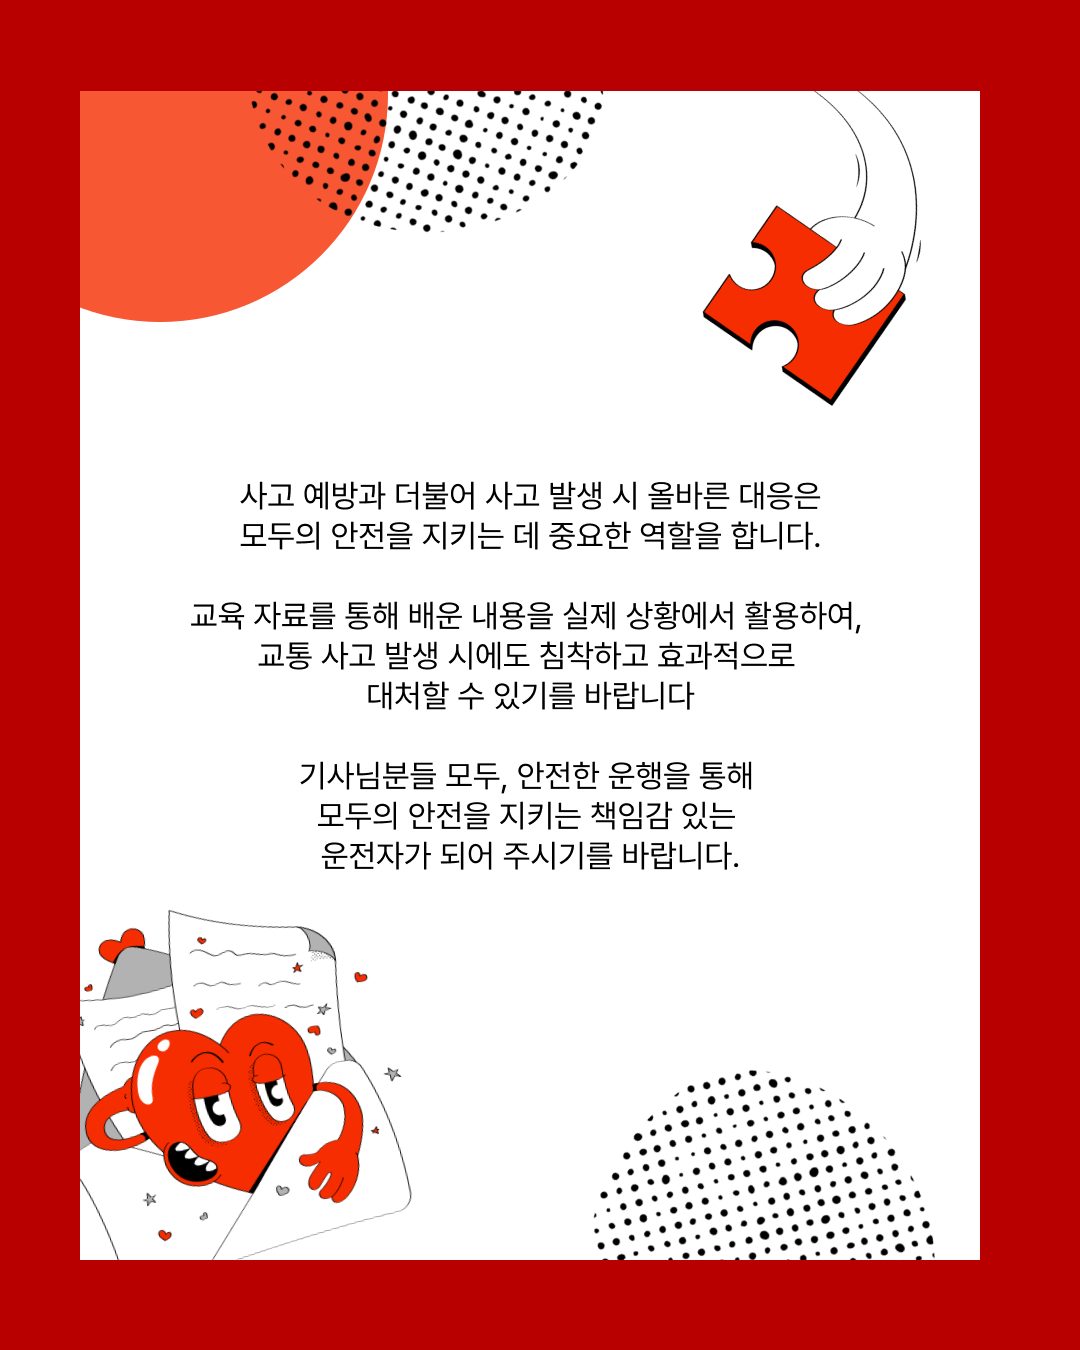 사고 예방과 더불어 사고 발생 시 올바른 대응은
모두의 안전을 지키는 데 중요한 역할을 합니다.
교육 자료를 통해 배운 내용을 실제 상황에서 활용하여,
교통 사고 발생 시에도 침착하고 효과적으로
대처할 수 있기를 바랍니다
기사님분들 모두, 안전한 운행을 통해
모두의 안전을 지키는 책임감 있는
운전자가 되어 주시기를 바랍니다.